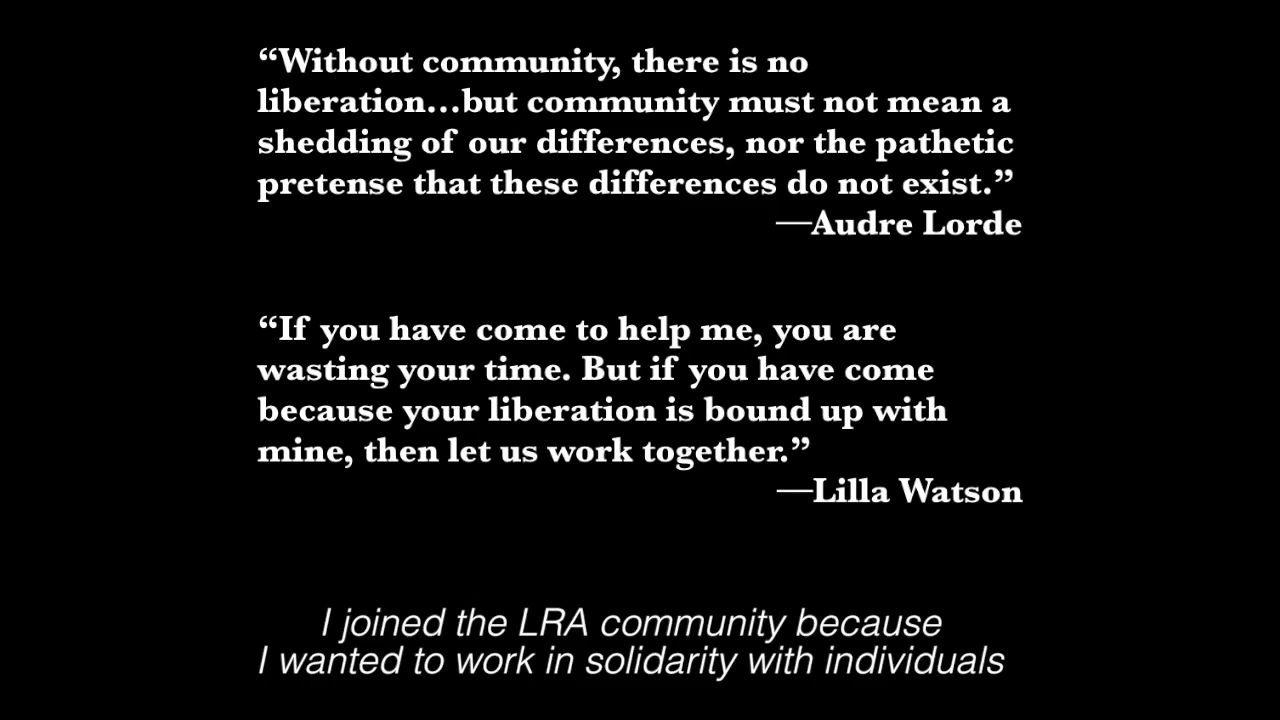 “Without community, there is no
liberation...but community must not mean a
shedding of our differences, nor the pathetic
pretense that these differences do not exist.”
—Audre Lorde
“If you have come to help me, you are
wasting your time. But if you have come
because your liberation is bound up with
mine, then let us work together.”
—Lilla Watson
I joined the LRA community because
I wanted to work in solidarity with individuals